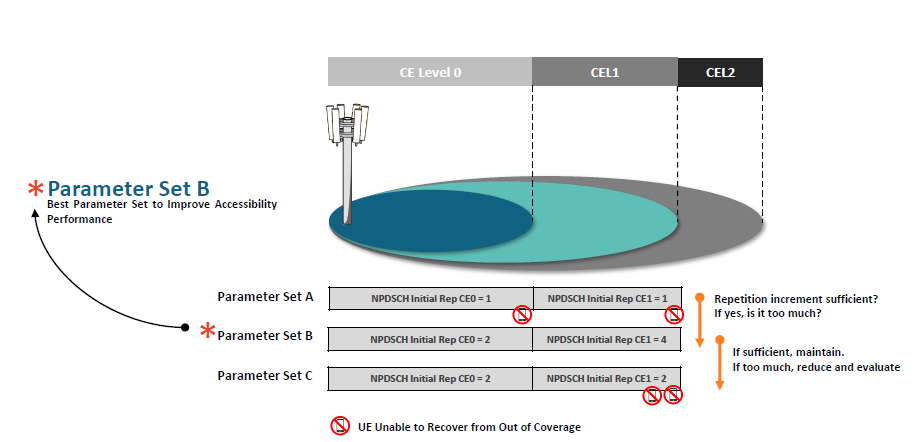 CE Level 0 CEL1 CEL2
* Parameter Set B
Best Parameter Set to Improve Accessibility
Performance
Parameter Set A NPDSCH Initial Rep CE0 = 1 NPDSCH Initial Rep CE1 = 1
Repetition increment sufficient?
If yes, is it too much?
* Parameter Set B NPDSCH Initial Rep CE0 = 2 NPDSCH Initial Rep CE1 = 4
If sufficient, maintain.
If too much, reduce and evaluate
Parameter Set C NPDSCH Initial Rep CE0 = 2 NPDSCH Initial Rep CE1 = 2
UE Unable to Recover from Out of Coverage